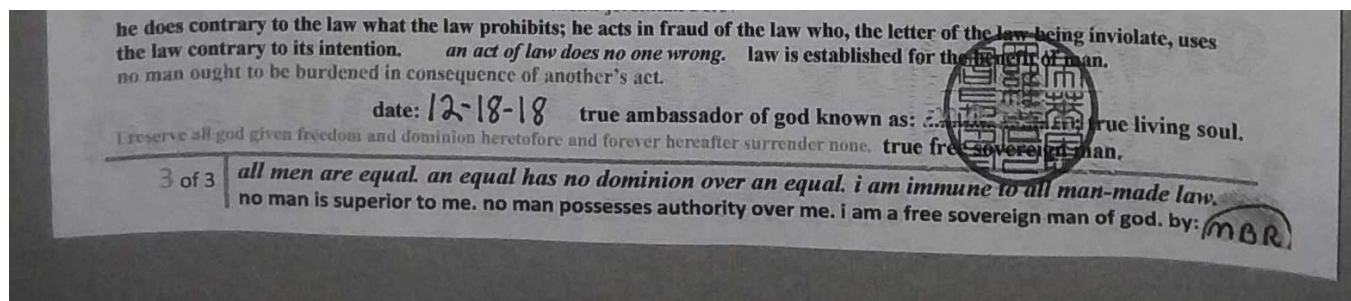 he does contrary to the law what the law prohibits; he acts in fraud of the law who, the letter of the law being inviolate, uses
the law contrary to its intention. an act of law does no one wrong. law is established for the benefit of man.
no man ought to be burdened in consequence of another's act.
date: 12-18-18 true ambassador of god known as: true living soul.
I reserve all god given freedom and dominion heretofore and forever hereafter surrender none. true free sovereign man.
3 of 3 all men are equal. an equal has no dominion over an equal. i am immune to all man-made law.
no man is superior to me. no man possesses authority over me. i am a free sovereign man of god. by: MBR